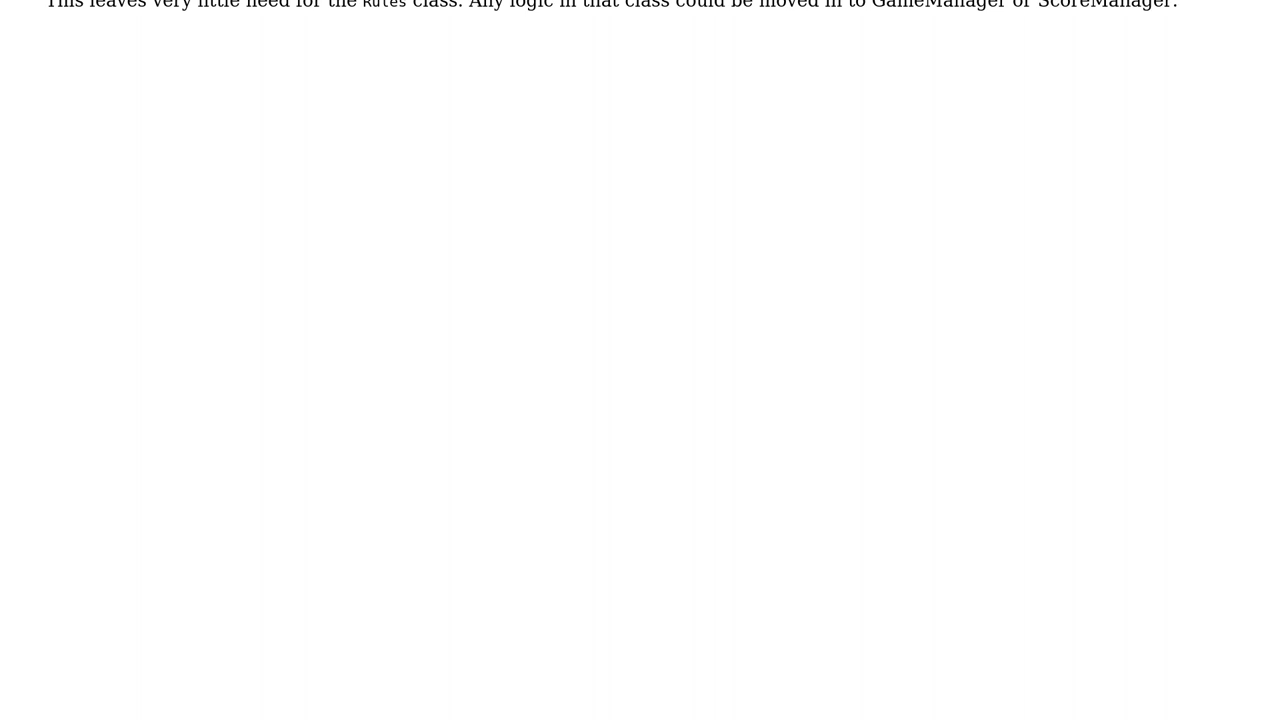 This leaves very little need for the Rules class. Any logic in that class could be moved in to GameManager or ScoreManager.